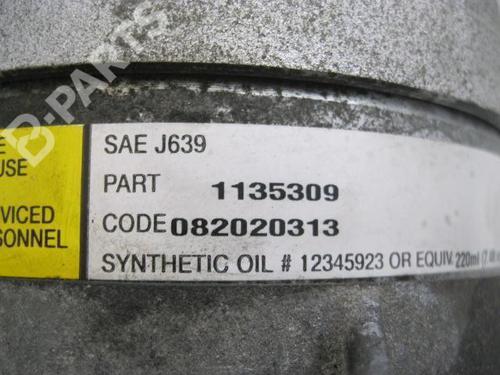 B-PARTS
SAE J639
PART 1135309
CODE 082020313
SYNTHETIC OIL # 12345923 OR EQUIV. 220ml
USE
VICED
SONNEL